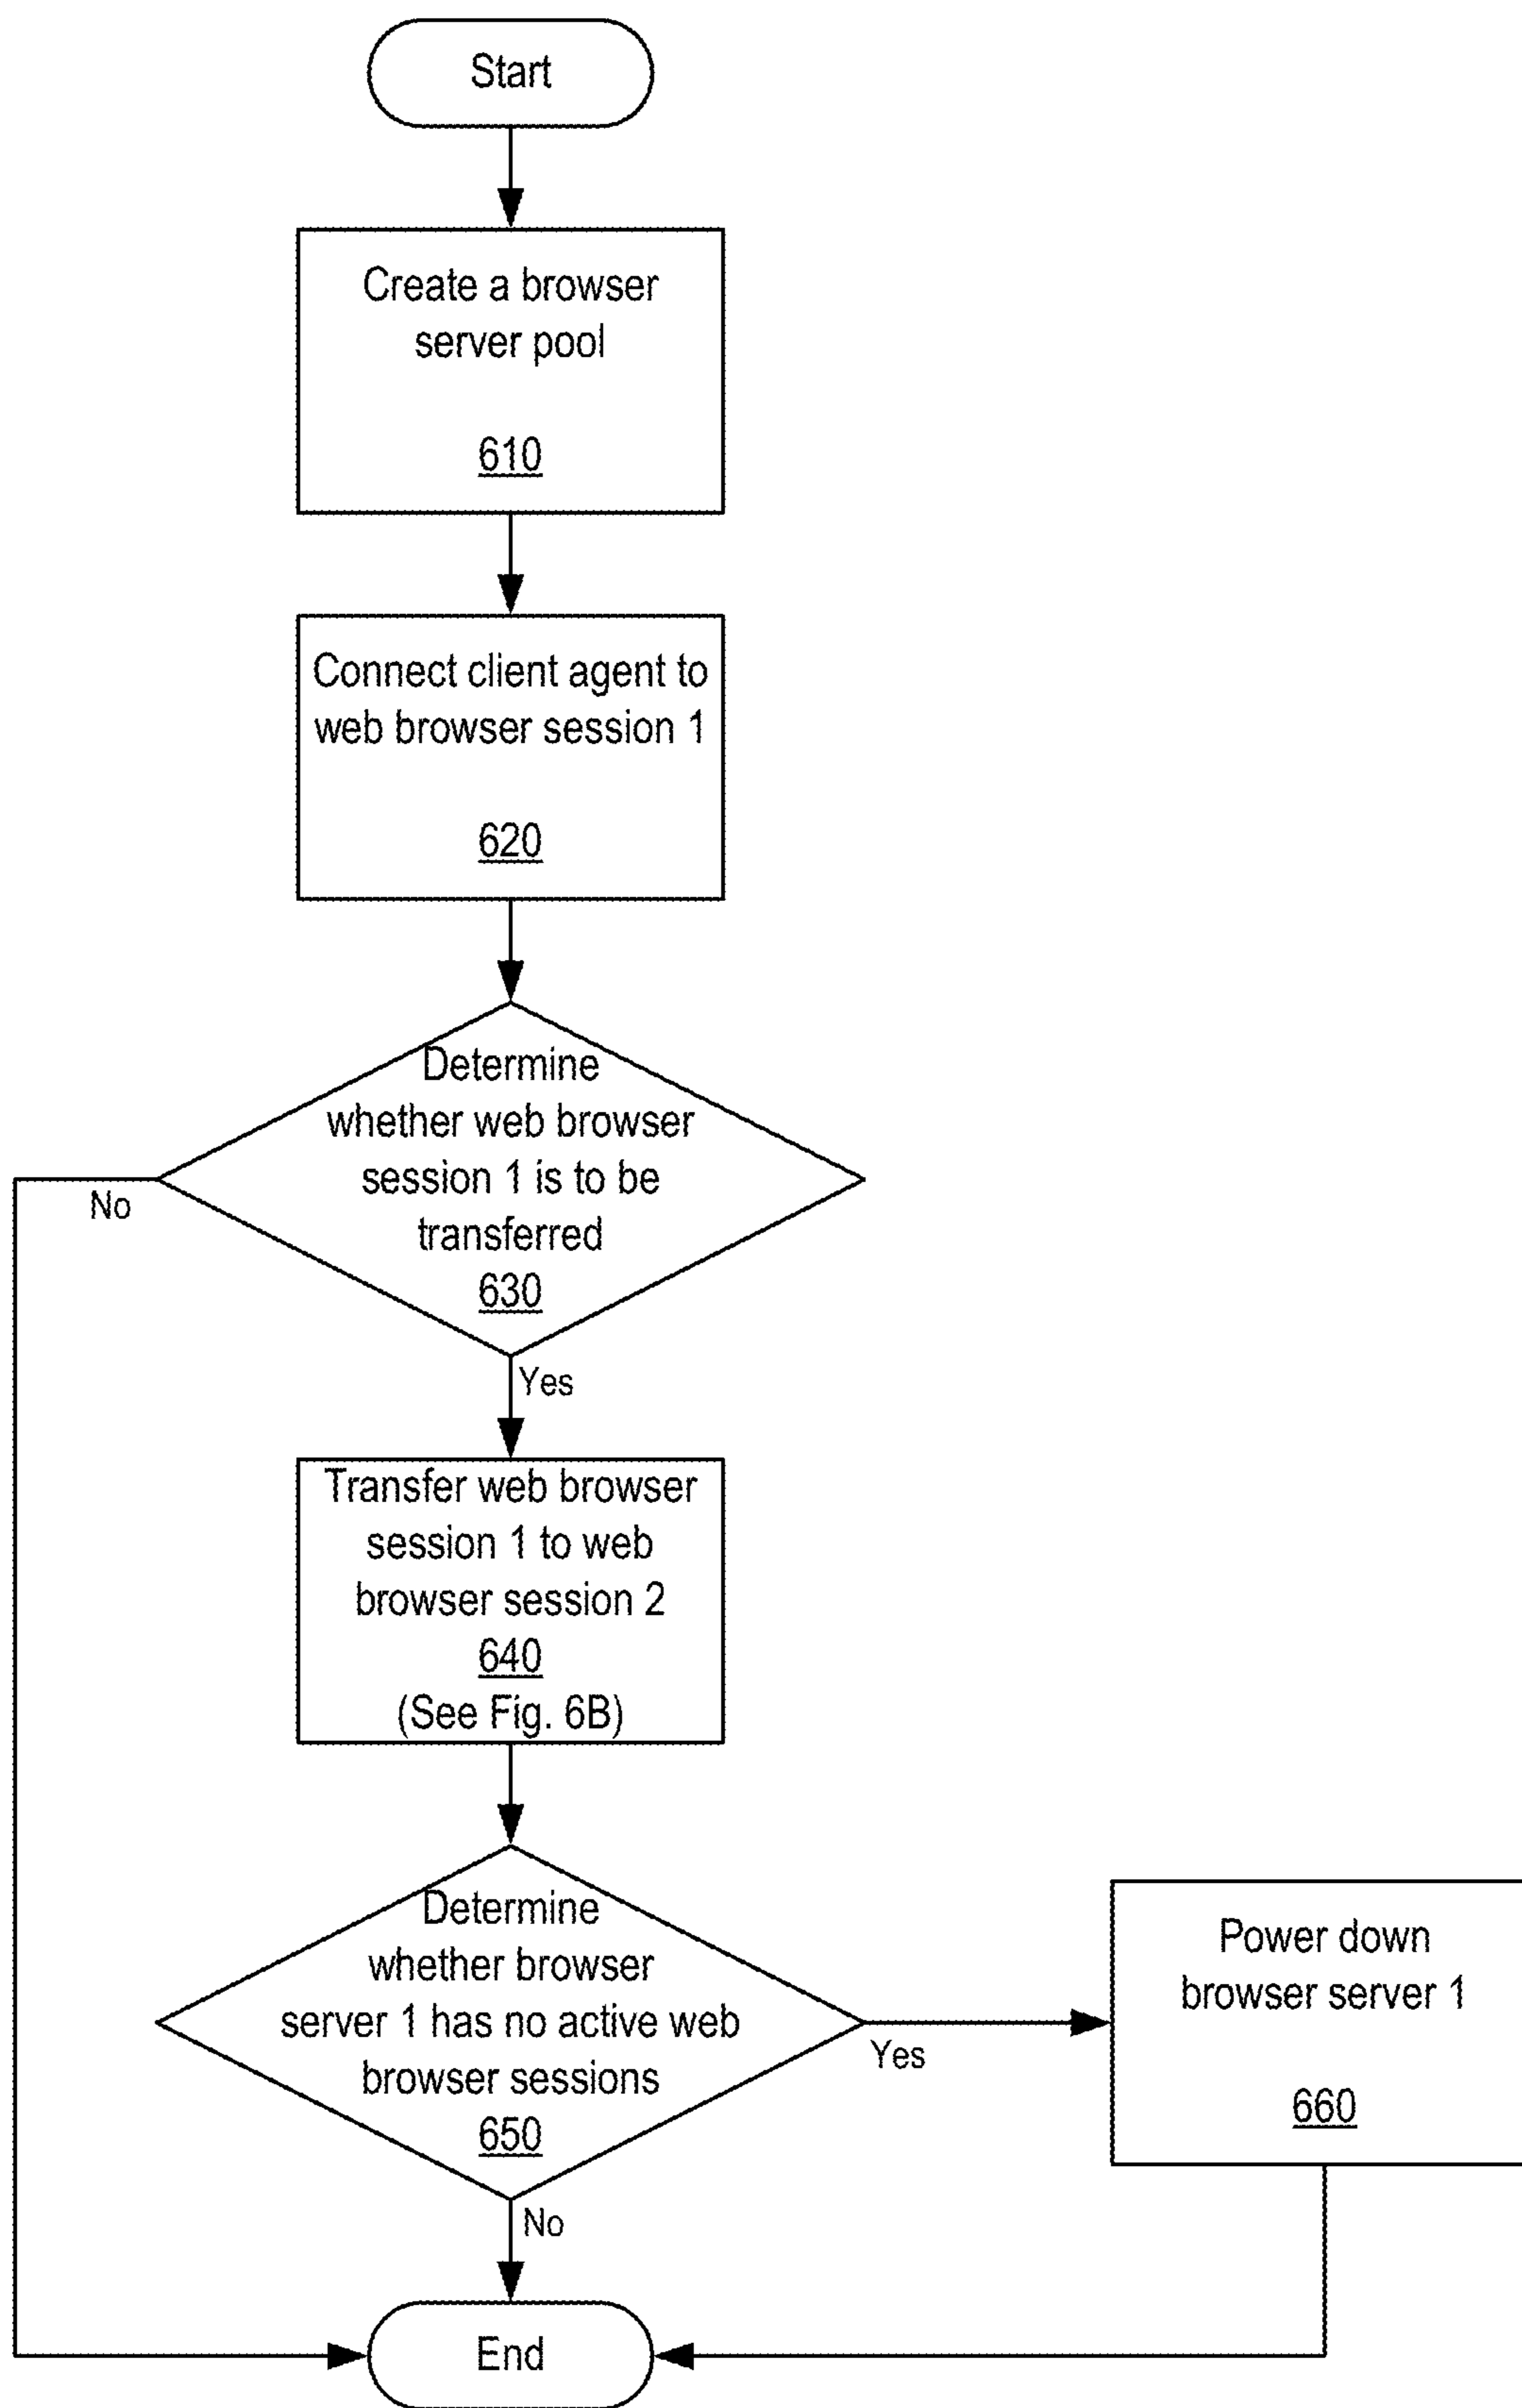 Start
Create a browser
server pool
610
Connect client agent to
web browser session 1
620
Determine
whether web browser
session 1 is to be
transferred
630
No
Yes
Transfer web browser
session 1 to web
browser session 2
640
(See Fig. 6B)
Determine
whether browser
server 1 has no active web
browser sessions
650
Yes
Power down
browser server 1
660
No
End